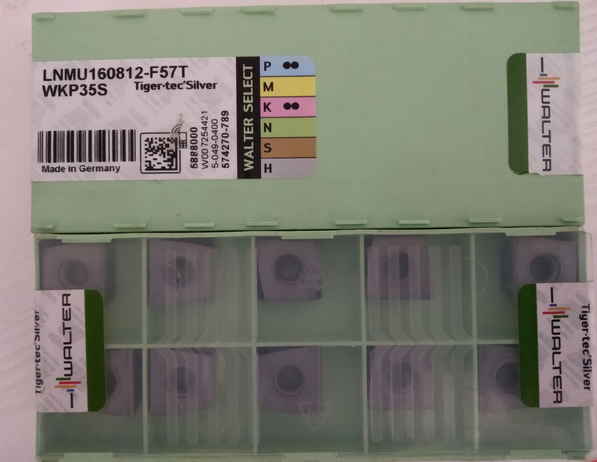 LNMU160812-F57T
WKP35S Tiger·tec®Silver
Made in Germany
5888000
W007254421
5-049-0400
574270-789
WALTER SELECT
P
M
K
N
S
H
WALTER
Tiger·tec®Silver
WALTER
WALTER
Tiger·tec®Silver